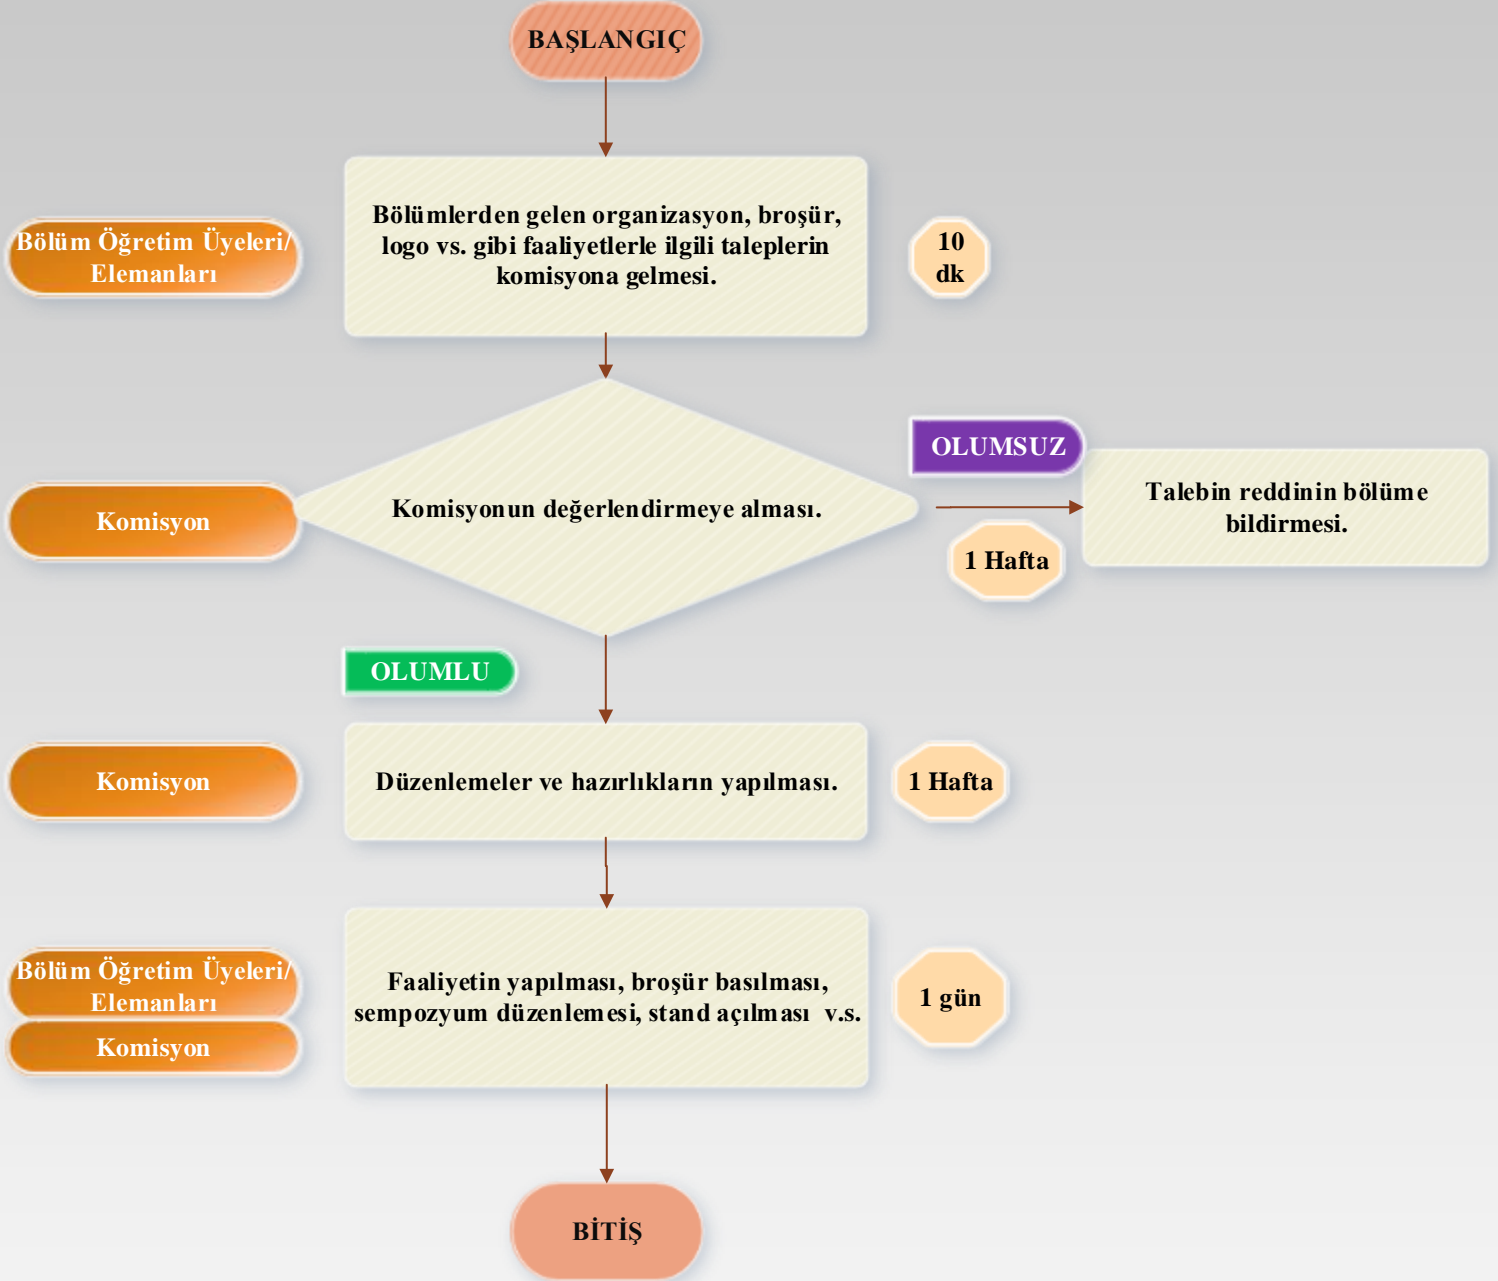 BAŞLANGIÇ
Bölüm Öğretim Üyeleri/
Elemanları
Bölümlerden gelen organizasyon, broşür,
logo vs. gibi faaliyetlerle ilgili taleplerin
komisyona gelmesi.
10
dk
Komisyon
Komisyonun değerlendirmeye alması.
OLUMSUZ
1 Hafta
Talebin reddinin bölüme
bildirmesi.
OLUMLU
Komisyon
Düzenlemeler ve hazırlıkların yapılması.
1 Hafta
Bölüm Öğretim Üyeleri/
Elemanları
Komisyon
Faaliyetin yapılması, broşür basılması,
sempozyum düzenlemesi, stand açılması v.s.
1 gün
BİTİŞ